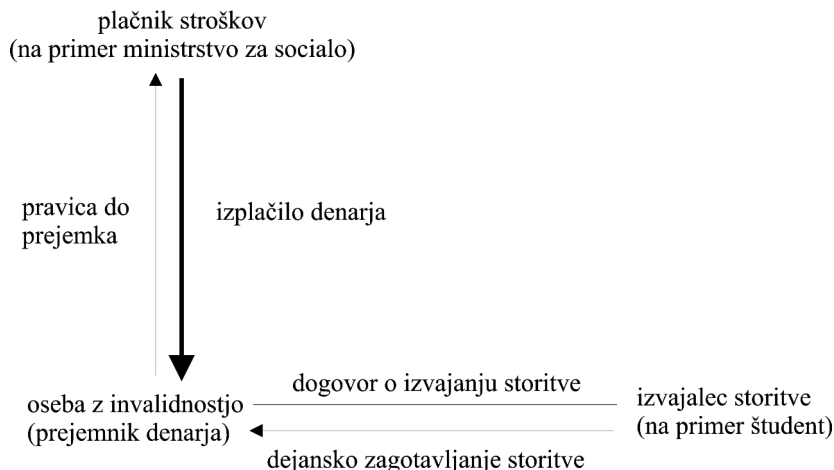 plačnik stroškov
(na primer ministrstvo za socialo)
pravica do
prejemka
izplačilo denarja
oseba z invalidnostjo
(prejemnik denarja)
dogovor o izvajanju storitve
dejansko zagotavljanje storitve
izvajalec storitve
(na primer študent)